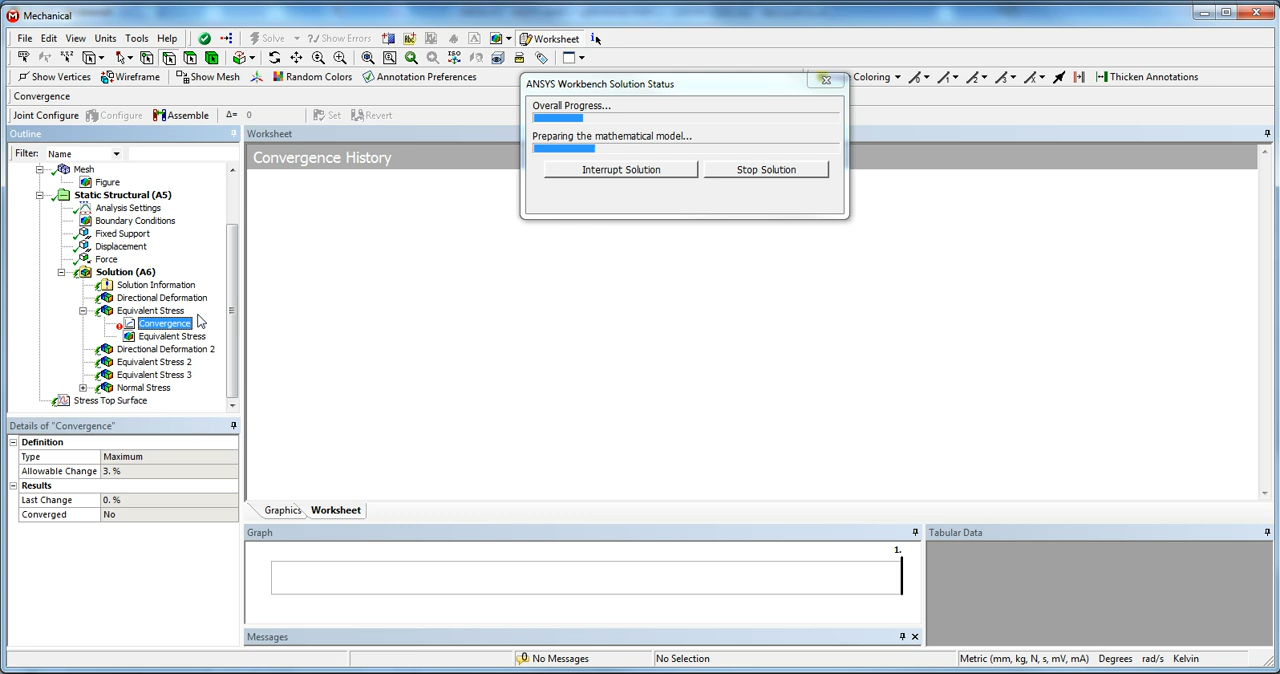 Mechanical
File Edit View Units Tools Help Solve ?/ Show Errors Worksheet
Show Vertices Wireframe Show Mesh Random Colors Annotation Preferences Coloring Thicken Annotations
Convergence
Joint Configure Configure Assemble Δ= 0 Set Revert
Outline
Filter: Name
Mesh
Figure
Static Structural (A5)
Analysis Settings
Boundary Conditions
Fixed Support
Displacement
Force
Solution (A6)
Solution Information
Directional Deformation
Equivalent Stress
Convergence
Equivalent Stress
Directional Deformation 2
Equivalent Stress 2
Equivalent Stress 3
Normal Stress
Stress Top Surface
Details of "Convergence"
Definition
Type Maximum
Allowable Change 3. %
Results
Last Change 0. %
Converged No
Worksheet
Convergence History
ANSYS Workbench Solution Status
Overall Progress...
Preparing the mathematical model...
Interrupt Solution Stop Solution
Graphics Worksheet
Graph
1.
Tabular Data
Messages
No Messages No Selection Metric (mm, kg, N, s, mV, mA) Degrees rad/s Kelvin